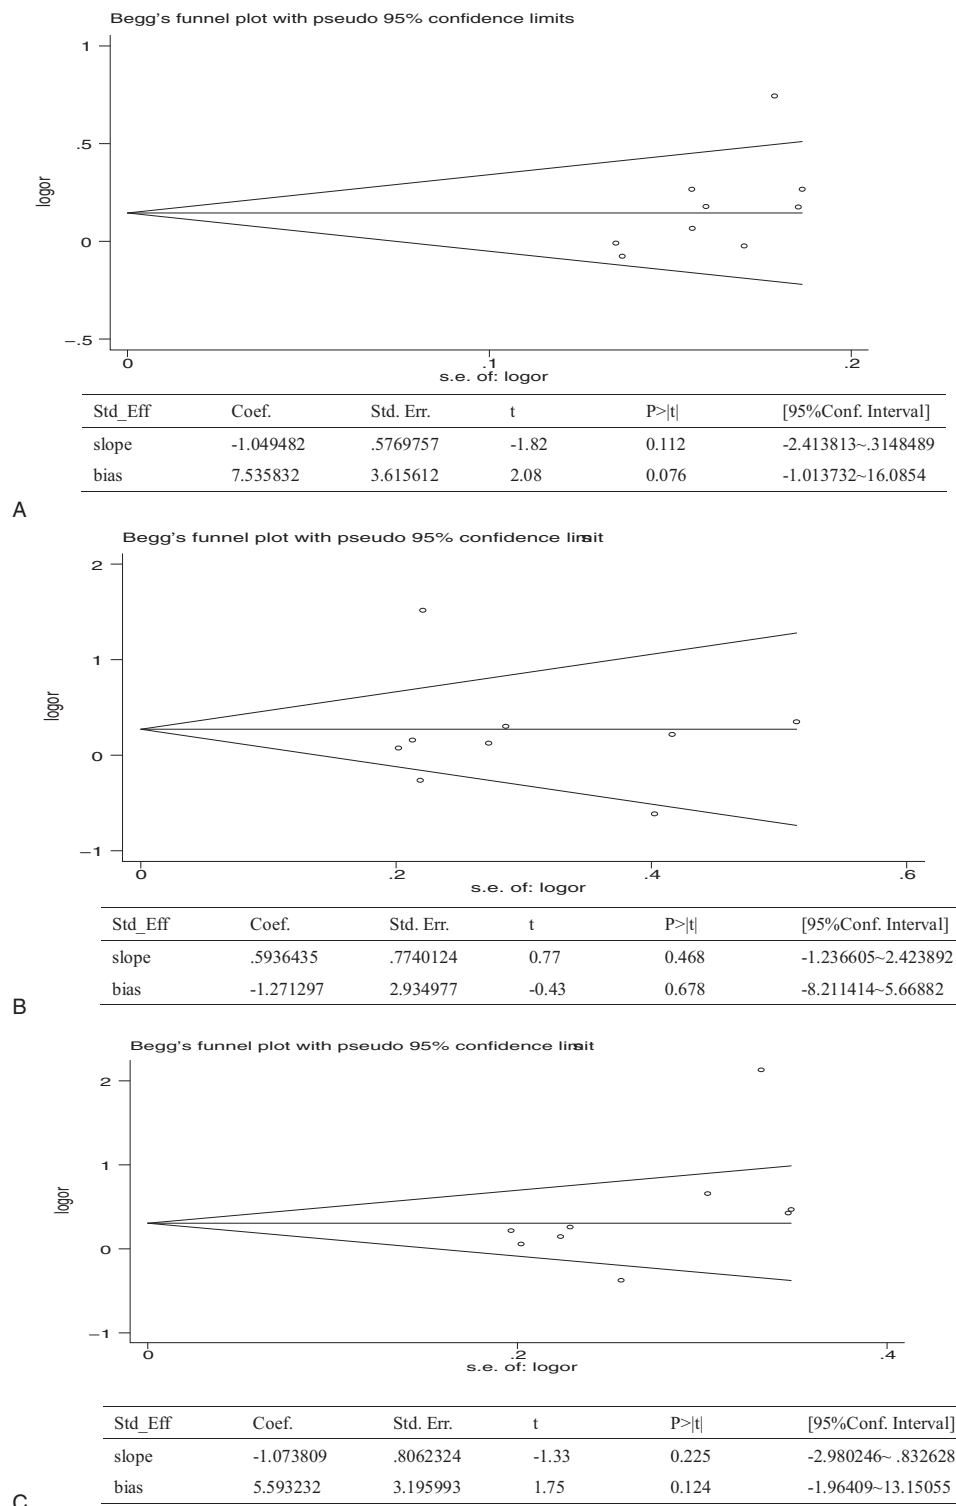 Begg's funnel plot with pseudo 95% confidence limits
1
.5
0
-.5
logor
0 .1 .2
s.e. of: logor
Std_Eff Coef. Std. Err. t P>|t| [95%Conf. Interval]
slope -1.049482 .5769757 -1.82 0.112 -2.413813~.3148489
bias 7.535832 3.615612 2.08 0.076 -1.013732~16.0854
A
Begg's funnel plot with pseudo 95% confidence limsit
2
1
0
-1
logor
0 .2 .4 .6
s.e. of: logor
Std_Eff Coef. Std. Err. t P>|t| [95%Conf. Interval]
slope .5936435 .7740124 0.77 0.468 -1.236605~2.423892
bias -1.271297 2.934977 -0.43 0.678 -8.211414~5.66882
B
Begg's funnel plot with pseudo 95% confidence limsit
2
1
0
-1
logor
0 .2 .4
s.e. of: logor
Std_Eff Coef. Std. Err. t P>|t| [95%Conf. Interval]
slope -1.073809 .8062324 -1.33 0.225 -2.980246~ .832628
bias 5.593232 3.195993 1.75 0.124 -1.96409~13.15055
C